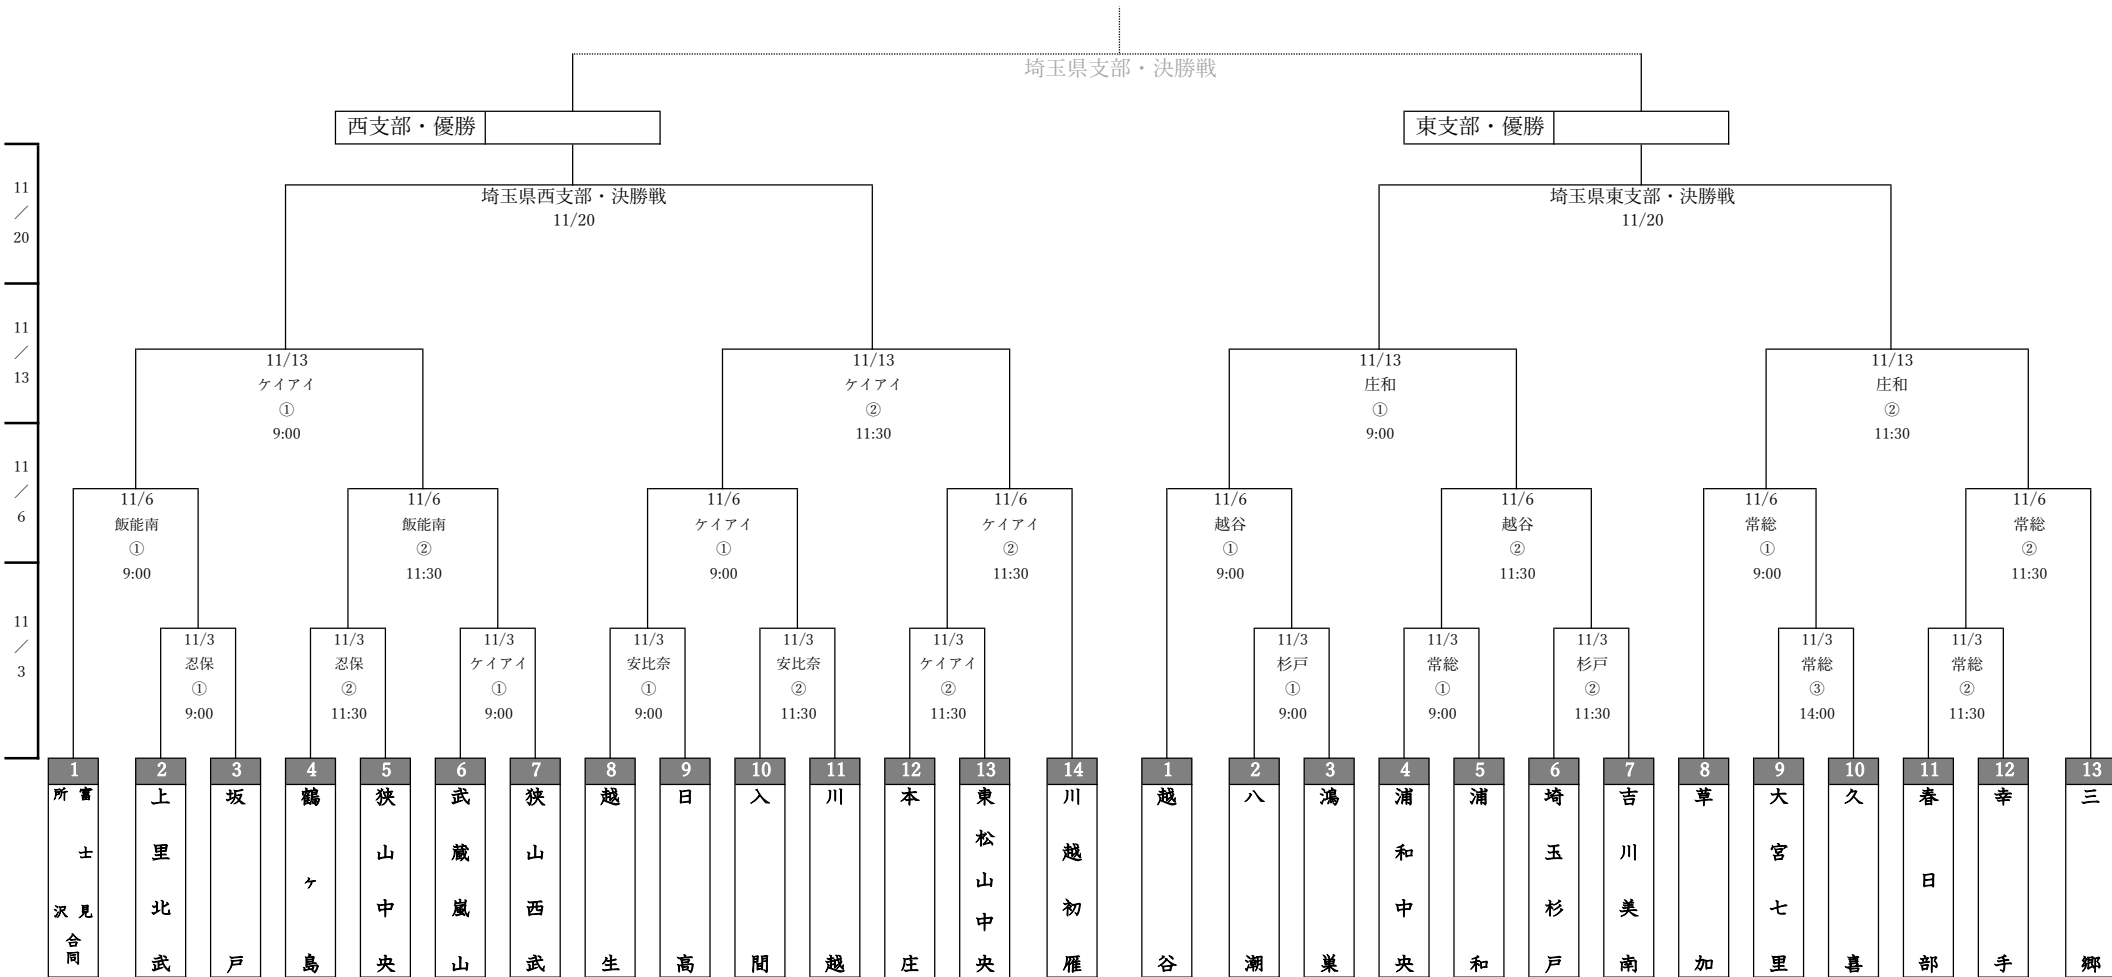 埼玉県支部・決勝戦
西支部・優勝
東支部・優勝
埼玉県西支部・決勝戦
11/20
埼玉県東支部・決勝戦
11/20
11/20
11/13
11/6
11/3
11/13
ケイアイ
①
9:00
11/13
ケイアイ
②
11:30
11/13
庄和
①
9:00
11/13
庄和
②
11:30
11/6
飯能南
①
9:00
11/6
飯能南
②
11:30
11/6
ケイアイ
①
9:00
11/6
ケイアイ
②
11:30
11/6
越谷
①
9:00
11/6
越谷
②
11:30
11/6
常総
①
9:00
11/6
常総
②
11:30
11/3
忍保
①
9:00
11/3
忍保
②
11:30
11/3
ケイアイ
①
9:00
11/3
安比奈
①
9:00
11/3
安比奈
②
11:30
11/3
ケイアイ
②
11:30
11/3
杉戸
①
9:00
11/3
常総
①
9:00
11/3
杉戸
②
11:30
11/3
常総
③
14:00
11/3
常総
②
11:30
1
富士見
所沢
合同
2
上里北武
3
坂戸
4
鶴ヶ島
5
狭山中央
6
武蔵嵐山
7
狭山西武
8
越生
9
日高
10
入間
11
川越
12
本庄
13
東松山中央
14
川越初雁
1
越谷
2
八潮
3
鴻巣
4
浦和中央
5
浦和
6
埼玉杉戸
7
吉川美南
8
草加
9
大宮七里
10
久喜
11
春日部
12
幸手
13
三郷